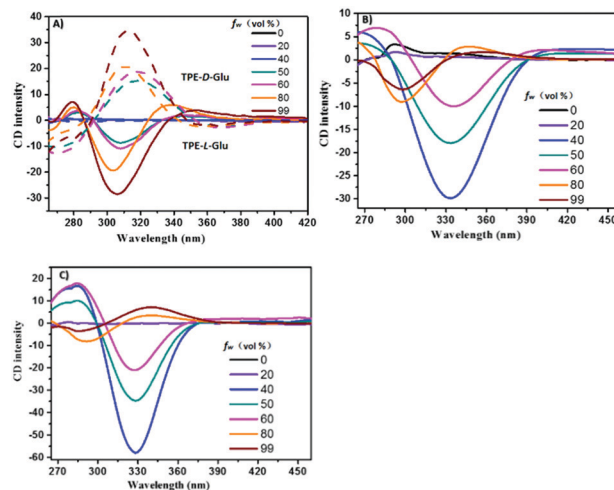 A)
fw (vol %)
0
20
40
50
60
80
99
TPE-D-Glu
TPE-L-Glu
CD intensity
40
30
20
10
0
-10
-20
-30
280 300 320 340 360 380 400 420
Wavelength (nm)
B)
CD intensity
10
5
0
-5
-10
-15
-20
-25
-30
fw (vol %)
0
20
40
50
60
80
99
270 300 330 360 390 420 450
Wavelength (nm)
C)
CD intensity
20
10
0
-10
-20
-30
-40
-50
-60
fw (vol %)
0
20
40
50
60
80
99
270 300 330 360 390 420 450
Wavelength (nm)